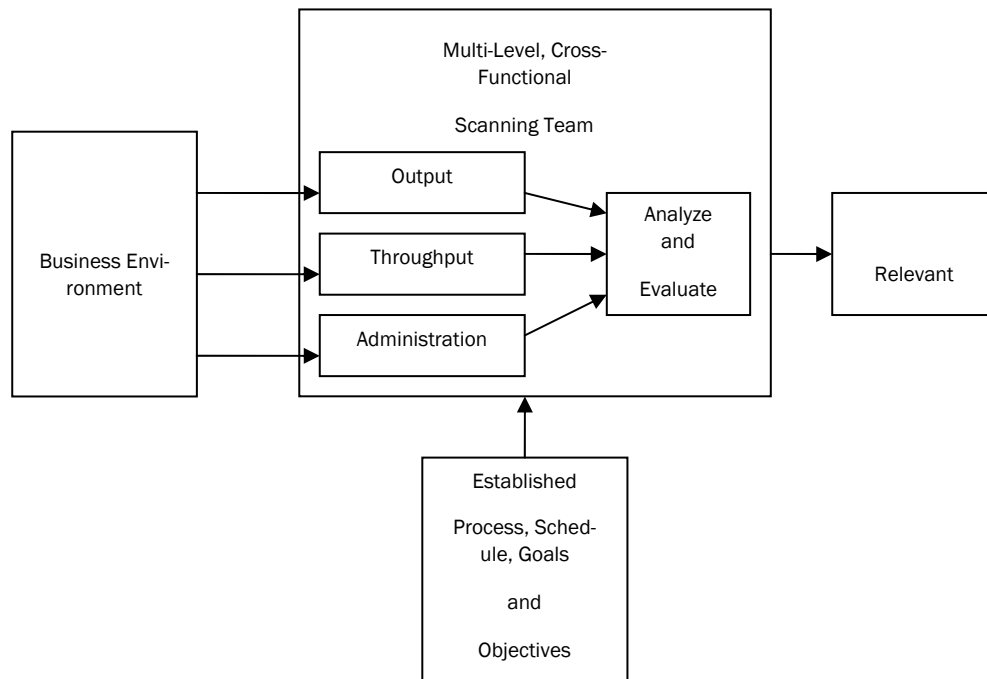 Multi-Level, Cross-
Functional
Scanning Team
Business Envi-
ronment
Output
Throughput
Administration
Analyze
and
Evaluate
Relevant
Established
Process, Sched-
ule, Goals
and
Objectives